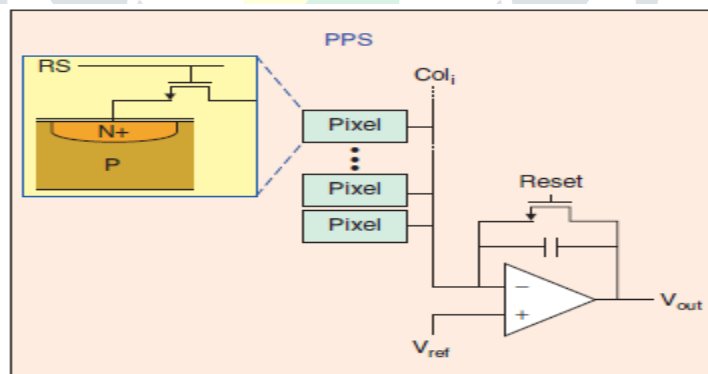 PPS
RS
Col_i
N+
P
Pixel
Pixel
Pixel
Reset
−
+
V_out
V_ref